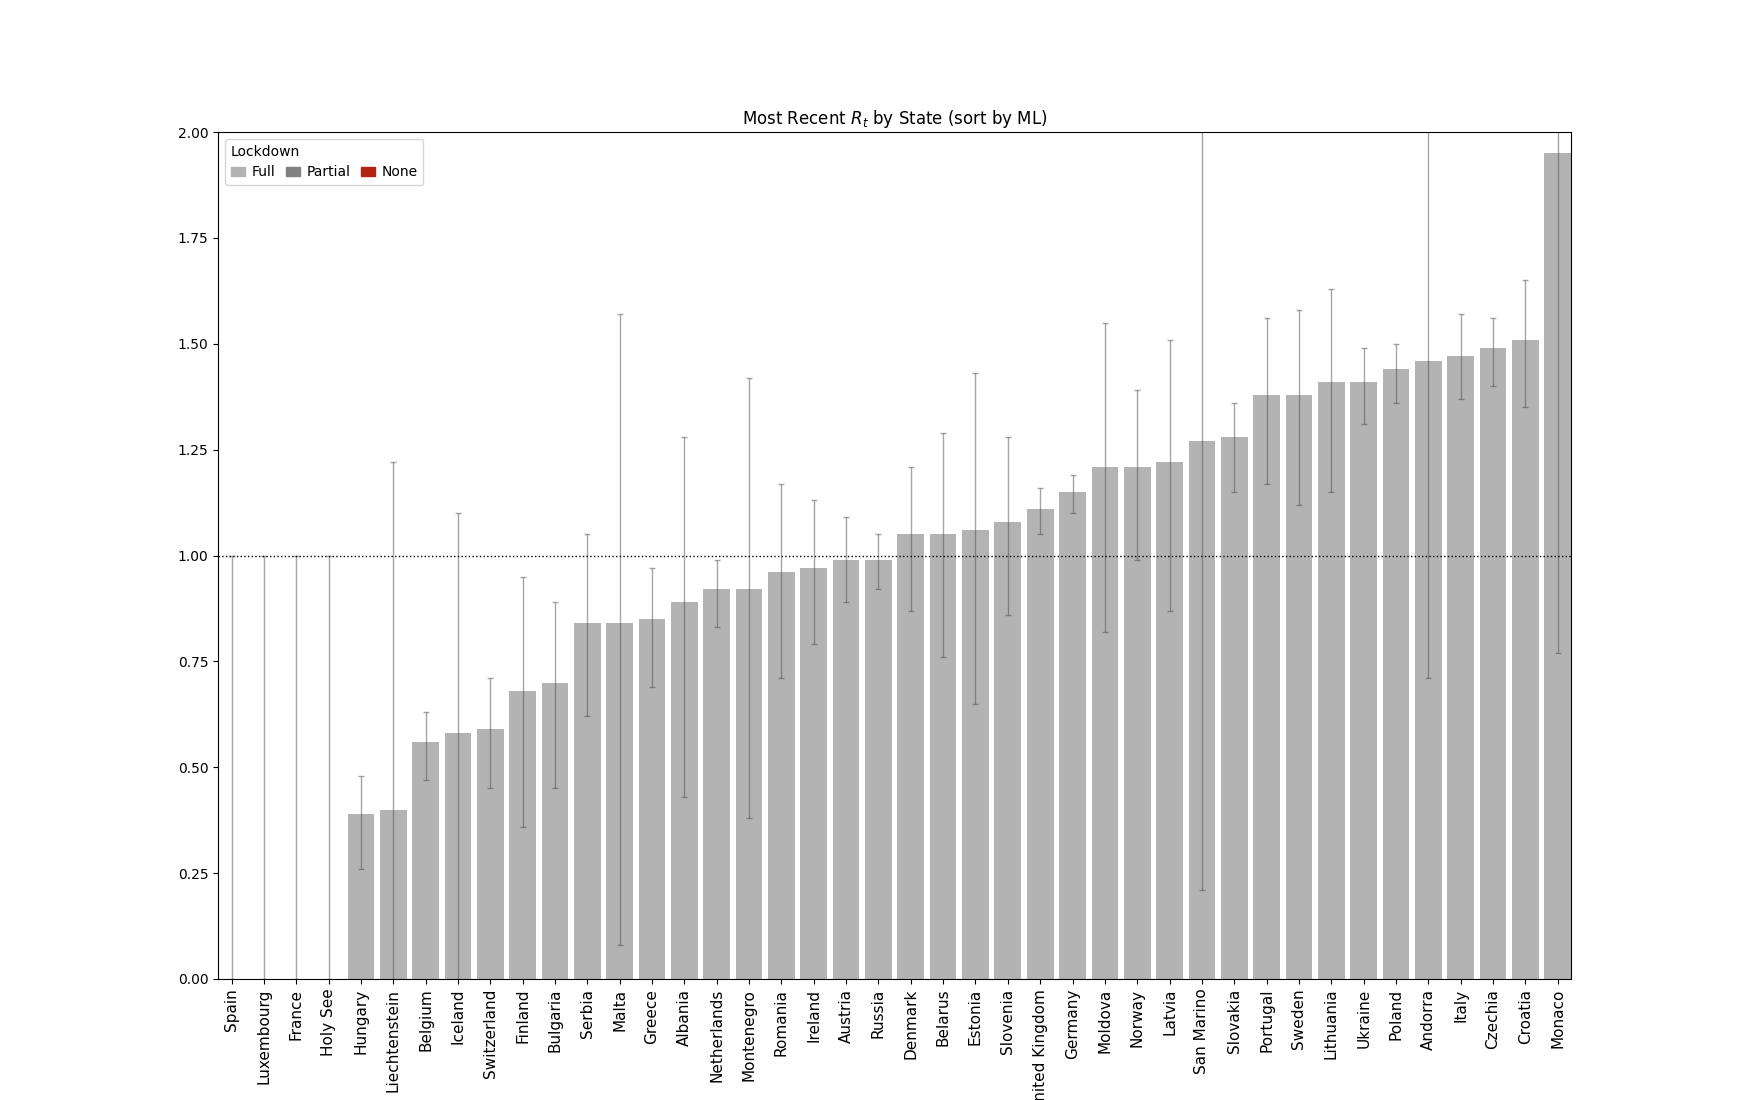 Most Recent R_t by State (sort by ML)
Lockdown
Full Partial None
2.00
1.75
1.50
1.25
1.00
0.75
0.50
0.25
0.00
Spain
Luxembourg
France
Holy See
Hungary
Liechtenstein
Belgium
Iceland
Switzerland
Finland
Bulgaria
Serbia
Malta
Greece
Albania
Netherlands
Montenegro
Romania
Ireland
Austria
Russia
Denmark
Belarus
Estonia
Slovenia
nited Kingdom
Germany
Moldova
Norway
Latvia
San Marino
Slovakia
Portugal
Sweden
Lithuania
Ukraine
Poland
Andorra
Italy
Czechia
Croatia
Monaco